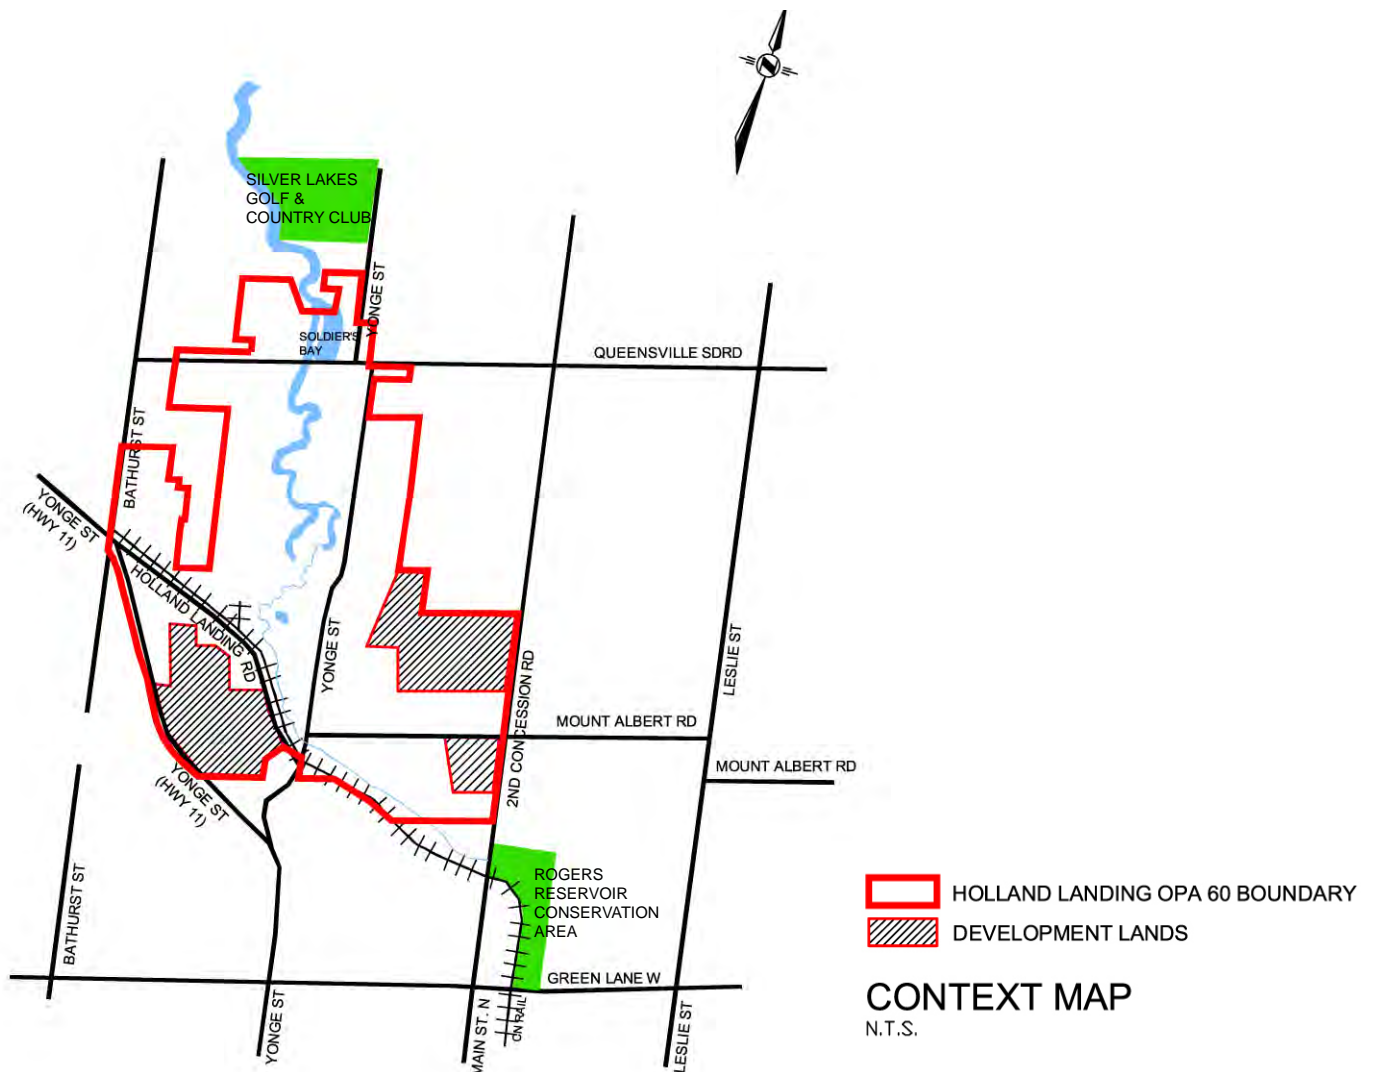 SILVER LAKES
GOLF &
COUNTRY CLUB
YONGE ST
SOLDIER'S
BAY
QUEENSVILLE SDRD
BATHURST ST
YONGE ST
(HWY 11)
HOLLAND LANDING RD
YONGE ST
2ND CONCESSION RD
LESLIE ST
MOUNT ALBERT RD
MOUNT ALBERT RD
YONGE ST
(HWY 11)
BATHURST ST
ROGERS
RESERVOIR
CONSERVATION
AREA
GREEN LANE W
YONGE ST
MAIN ST. N
CN RAIL
LESLIE ST
HOLLAND LANDING OPA 60 BOUNDARY
DEVELOPMENT LANDS
CONTEXT MAP
N.T.S.